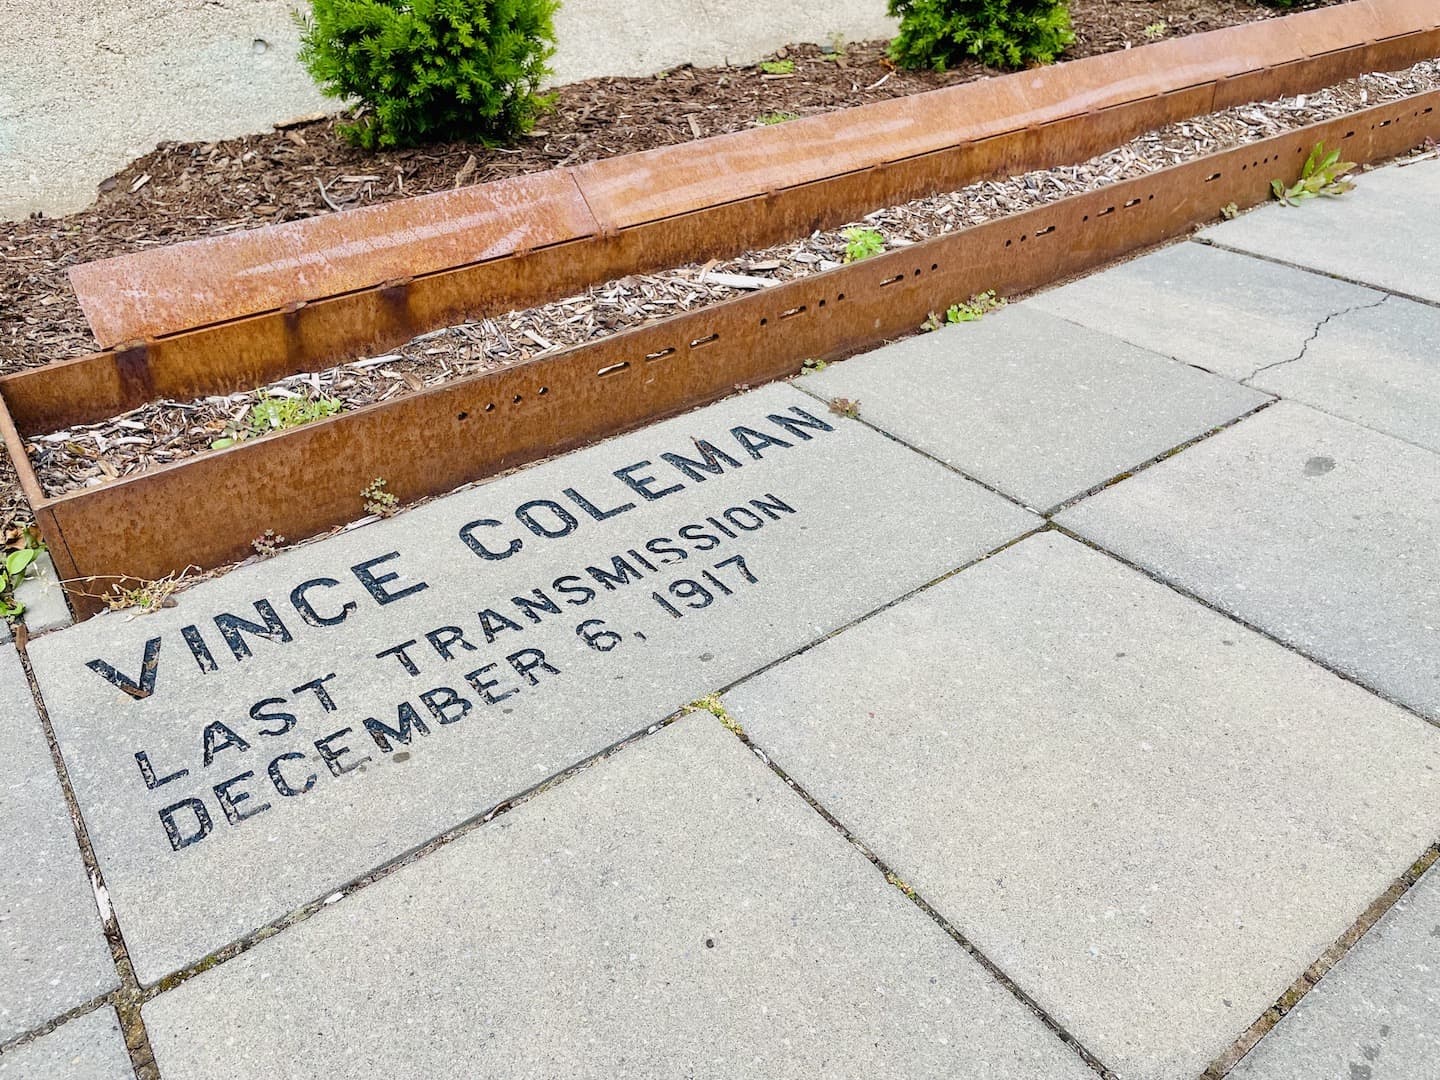 VINCE COLEMAN
LAST TRANSMISSION
DECEMBER 6, 1917